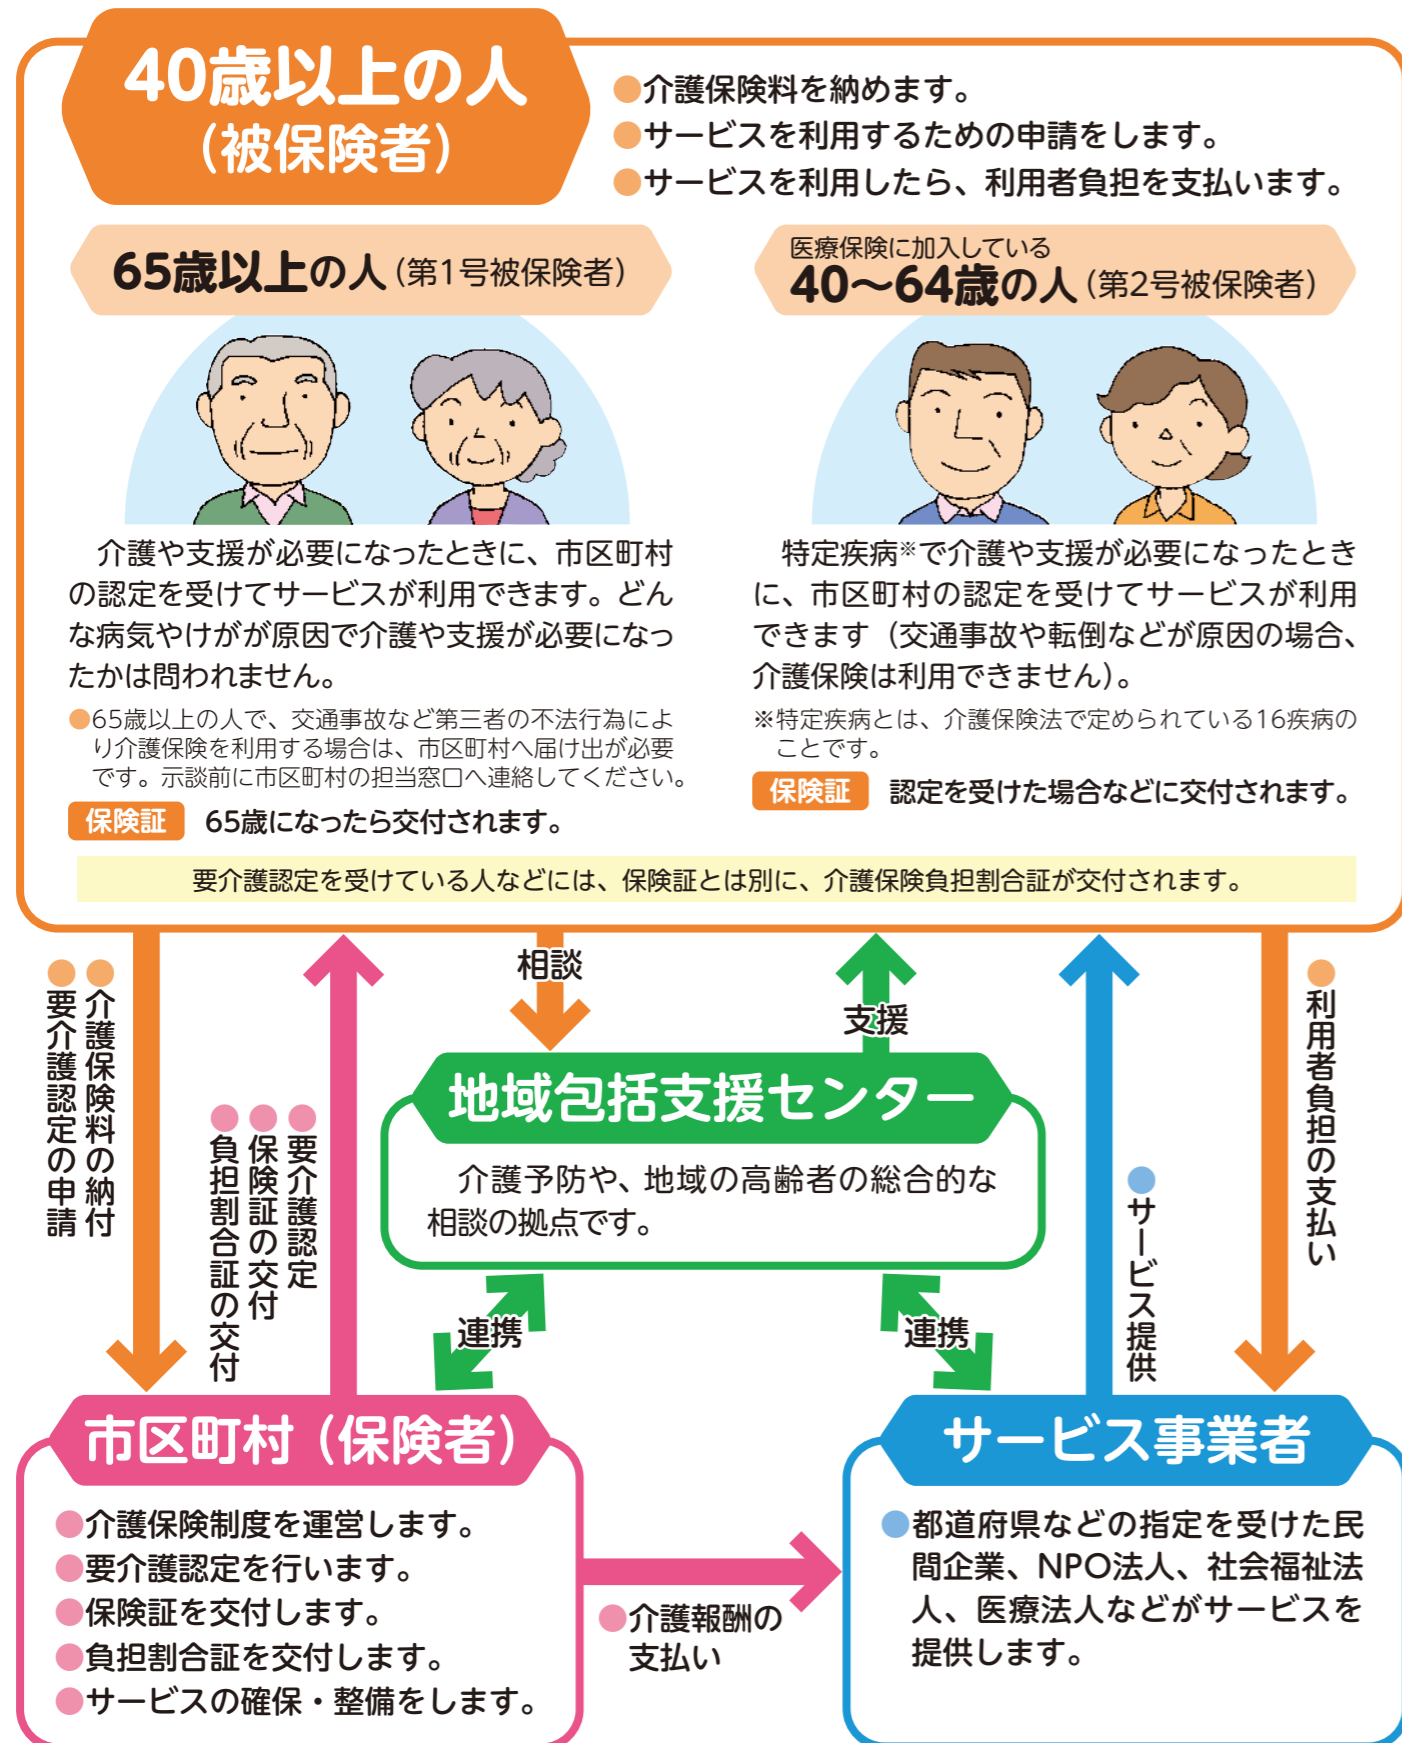 40歳以上の人
（被保険者）
●介護保険料を納めます。
●サービスを利用するための申請をします。
●サービスを利用したら、利用者負担を支払います。
65歳以上の人（第1号被保険者）
介護や支援が必要になったときに、市区町村
の認定を受けてサービスが利用できます。どん
な病気やけがが原因で介護や支援が必要になっ
たかは問われません。
●65歳以上の人で、交通事故など第三者の不法行為によ
り介護保険を利用する場合は、市区町村へ届け出が必要
です。示談前に市区町村の担当窓口へ連絡してください。
保険証 65歳になったら交付されます。
医療保険に加入している
40〜64歳の人（第2号被保険者）
特定疾病※で介護や支援が必要になったとき
に、市区町村の認定を受けてサービスが利用
できます（交通事故や転倒などが原因の場合、
介護保険は利用できません）。
※特定疾病とは、介護保険法で定められている16疾病の
ことです。
保険証 認定を受けた場合などに交付されます。
要介護認定を受けている人などには、保険証とは別に、介護保険負担割合証が交付されます。
●介護保険料の納付
●要介護認定の申請
●要介護認定
●保険証の交付
●負担割合証の交付
相談
支援
●サービス提供
●利用者負担の支払い
地域包括支援センター
介護予防や、地域の高齢者の総合的な
相談の拠点です。
連携
連携
市区町村（保険者）
●介護保険制度を運営します。
●要介護認定を行います。
●保険証を交付します。
●負担割合証を交付します。
●サービスの確保・整備をします。
●介護報酬の
支払い
サービス事業者
●都道府県などの指定を受けた民
間企業、NPO法人、社会福祉法
人、医療法人などがサービスを
提供します。